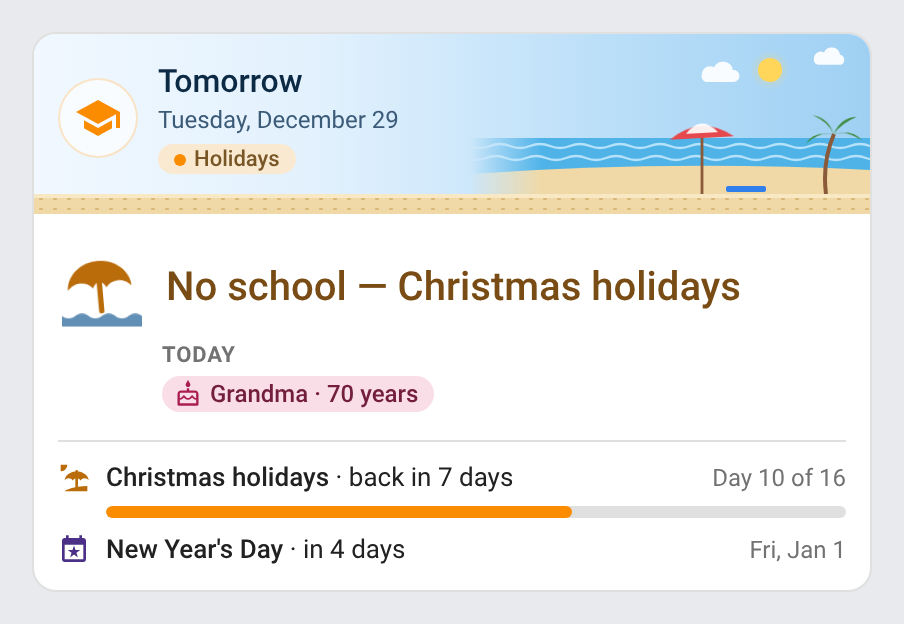 Tomorrow
Tuesday, December 29
Holidays
No school — Christmas holidays
TODAY
Grandma · 70 years
Christmas holidays · back in 7 days
Day 10 of 16
New Year's Day · in 4 days
Fri, Jan 1